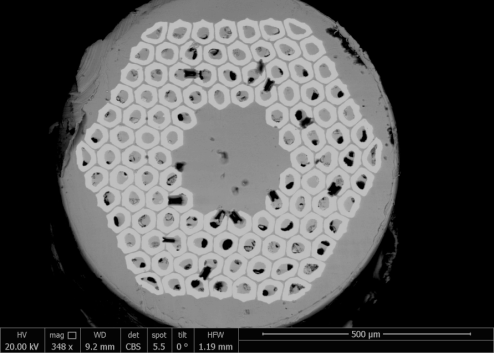 HV mag □ WD det spot tilt HFW
20.00 kV 348 x 9.2 mm CBS 5.5 0° 1.19 mm
500 µm